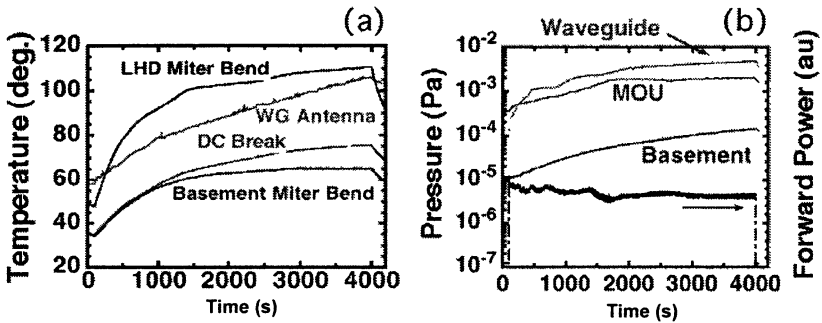 (a)
Temperature (deg.)
120
100
80
60
40
20
LHD Miter Bend
WG Antenna
DC Break
Basement Miter Bend
0
1000
2000
3000
4000
Time (s)
(b)
Waveguide
Pressure (Pa)
10⁻²
10⁻³
10⁻⁴
10⁻⁵
10⁻⁶
10⁻⁷
MOU
Basement
0
1000
2000
3000
4000
Time (s)
Forward Power (au)